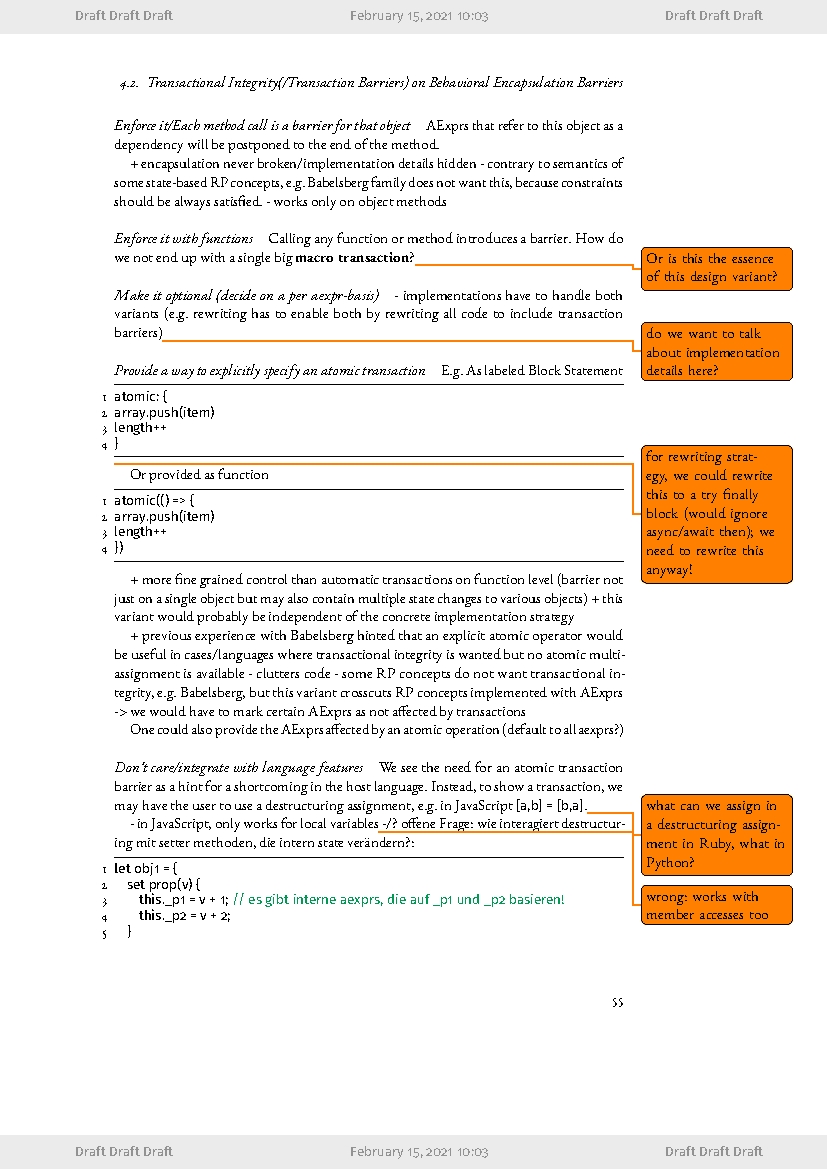 Draft Draft Draft February 15, 2021 10:03 Draft Draft Draft
4.2. Transactional Integrity(/Transaction Barriers) on Behavioral Encapsulation Barriers
Enforce it/Each method call is a barrier for that object AExprs that refer to this object as a
dependency will be postponed to the end of the method.
+ encapsulation never broken/implementation details hidden - contrary to semantics of
some state-based RP concepts, e.g. Babelsberg family does not want this, because constraints
should be always satisfied. - works only on object methods
Enforce it with functions Calling any function or method introduces a barrier. How do
we not end up with a single big macro transaction?
Or is this the essence
of this design variant?
Make it optional (decide on a per aexpr-basis) - implementations have to handle both
variants (e.g. rewriting has to enable both by rewriting all code to include transaction
barriers)
do we want to talk
about implementation
details here?
Provide a way to explicitly specify an atomic transaction E.g. As labeled Block Statement
1 atomic: {
2 array.push(item)
3 length++
4 }
for rewriting strat-
egy, we could rewrite
this to a try finally
block (would ignore
async/await then); we
need to rewrite this
anyway!
Or provided as function
1 atomic(() => {
2 array.push(item)
3 length++
4 })
+ more fine grained control than automatic transactions on function level (barrier not
just on a single object but may also contain multiple state changes to various objects) + this
variant would probably be independent of the concrete implementation strategy
+ previous experience with Babelsberg hinted that an explicit atomic operator would
be useful in cases/languages where transactional integrity is wanted but no atomic multi-
assignment is available - clutters code - some RP concepts do not want transactional in-
tegrity, e.g. Babelsberg, but this variant crosscuts RP concepts implemented with AExprs
-> we would have to mark certain AExprs as not affected by transactions
One could also provide the AExprs affected by an atomic operation (default to all aexprs?)
Don't care/integrate with language features We see the need for an atomic transaction
barrier as a hint for a shortcoming in the host language. Instead, to show a transaction, we
may have the user to use a destructuring assignment, e.g. in JavaScript [a,b] = [b,a].
what can we assign in
a destructuring assign-
ment in Ruby, what in
Python?
- in JavaScript, only works for local variables -/? offene Frage: wie interagiert destructur-
ing mit setter methoden, die intern state verändern?:
wrong: works with
member accesses too
1 let obj1 = {
2 set prop(v) {
3 this._p1 = v + 1; // es gibt interne aexprs, die auf _p1 und _p2 basieren!
4 this._p2 = v + 2;
5 }
55
Draft Draft Draft February 15, 2021 10:03 Draft Draft Draft